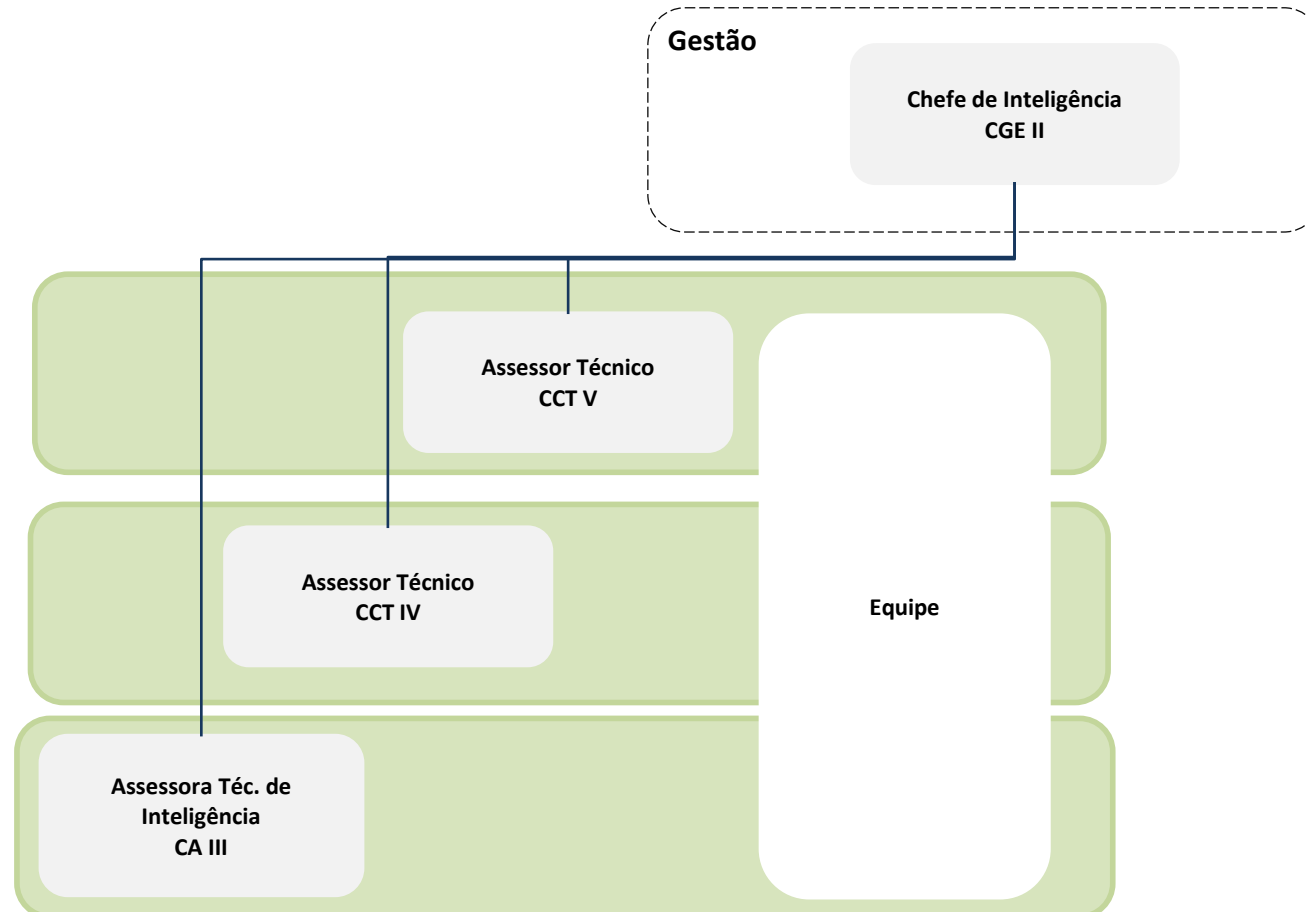 Gestão
Chefe de Inteligência
CGE II
Assessor Técnico
CCT V
Assessor Técnico
CCT IV
Equipe
Assessora Téc. de
Inteligência
CA III